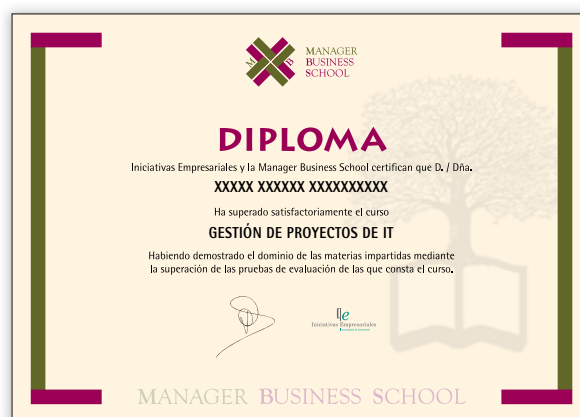 M B
MANAGER
BUSINESS
SCHOOL
DIPLOMA
Iniciativas Empresariales y la Manager Business School certifican que D. / Dña.
XXXXX XXXXXX XXXXXXXXXX
Ha superado satisfactoriamente el curso
GESTIÓN DE PROYECTOS DE IT
Habiendo demostrado el dominio de las materias impartidas mediante
la superación de las pruebas de evaluación de las que consta el curso.
Iniciativas Empresariales
MANAGER BUSINESS SCHOOL